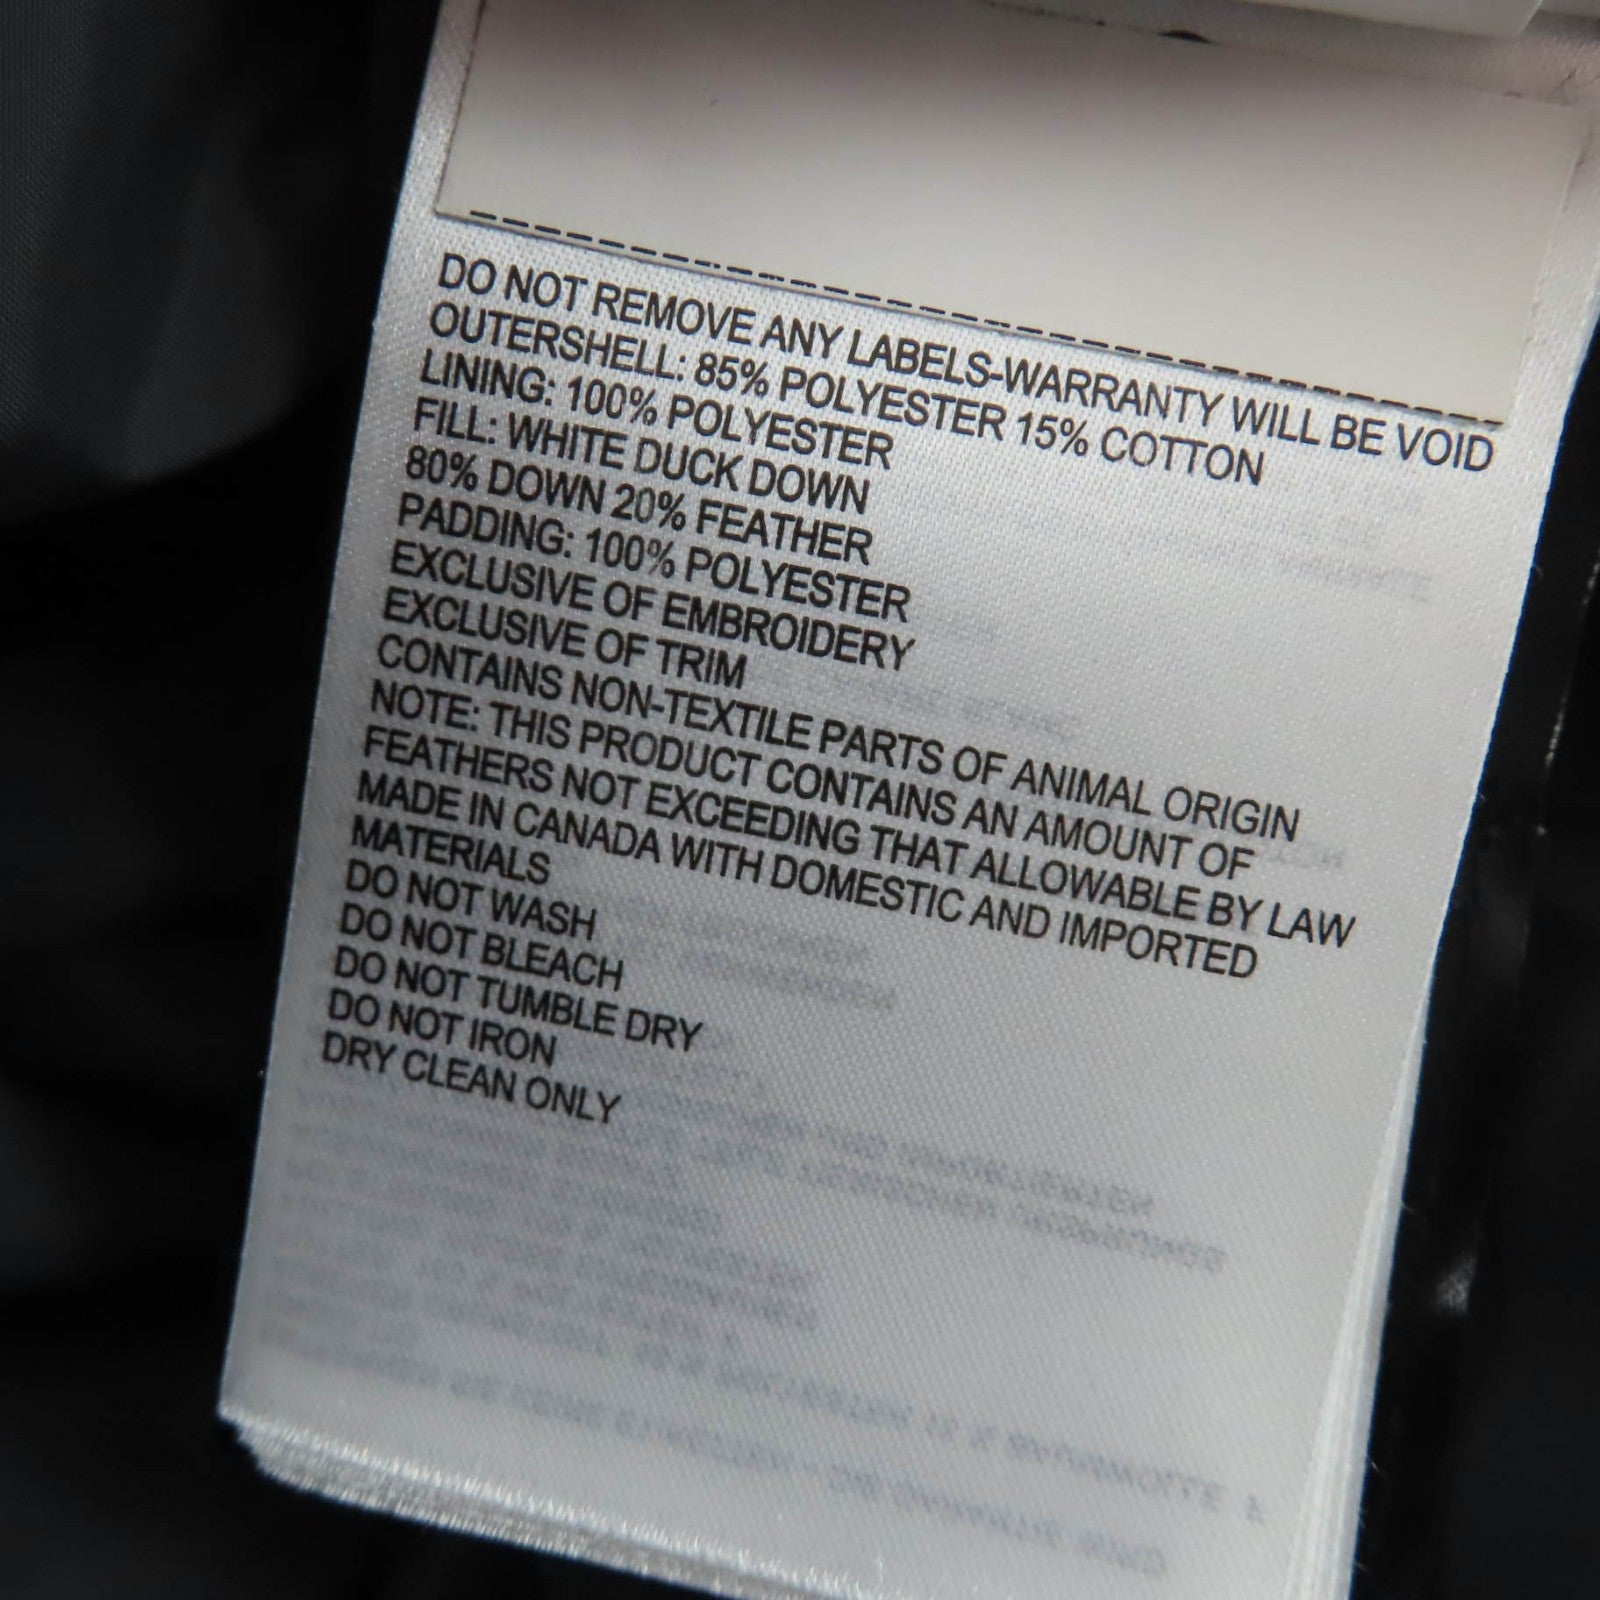 DO NOT REMOVE ANY LABELS-WARRANTY WILL BE VOID
OUTERSHELL: 85% POLYESTER 15% COTTON
LINING: 100% POLYESTER
FILL: WHITE DUCK DOWN
80% DOWN 20% FEATHER
PADDING: 100% POLYESTER
EXCLUSIVE OF EMBROIDERY
EXCLUSIVE OF TRIM
CONTAINS NON-TEXTILE PARTS OF ANIMAL ORIGIN
NOTE: THIS PRODUCT CONTAINS AN AMOUNT OF
FEATHERS NOT EXCEEDING THAT ALLOWABLE BY LAW
MADE IN CANADA WITH DOMESTIC AND IMPORTED
MATERIALS
DO NOT WASH
DO NOT BLEACH
DO NOT TUMBLE DRY
DO NOT IRON
DRY CLEAN ONLY